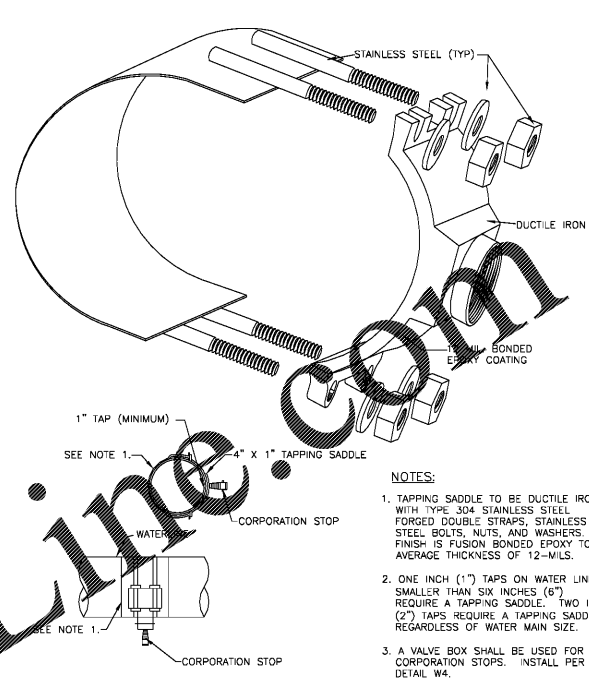 STAINLESS STEEL (TYP)
DUCTILE IRON
MIL BONDED
EPOXY COATING
1" TAP (MINIMUM)
SEE NOTE 1.
4" X 1" TAPPING SADDLE
CORPORATION STOP
WATERLINE
SEE NOTE 1.
CORPORATION STOP
NOTES:
1. TAPPING SADDLE TO BE DUCTILE IRO
WITH TYPE 304 STAINLESS STEEL
FORGED DOUBLE STRAPS, STAINLESS
STEEL BOLTS, NUTS, AND WASHERS.
FINISH IS FUSION BONDED EPOXY TO
AVERAGE THICKNESS OF 12-MILS.
2. ONE INCH (1") TAPS ON WATER LIN
SMALLER THAN SIX INCHES (6")
REQUIRE A TAPPING SADDLE. TWO I
(2") TAPS REQUIRE A TAPPING SADD
REGARDLESS OF WATER MAIN SIZE.
3. A VALVE BOX SHALL BE USED FOR
CORPORATION STOPS. INSTALL PER
DETAIL W4.
Line.com